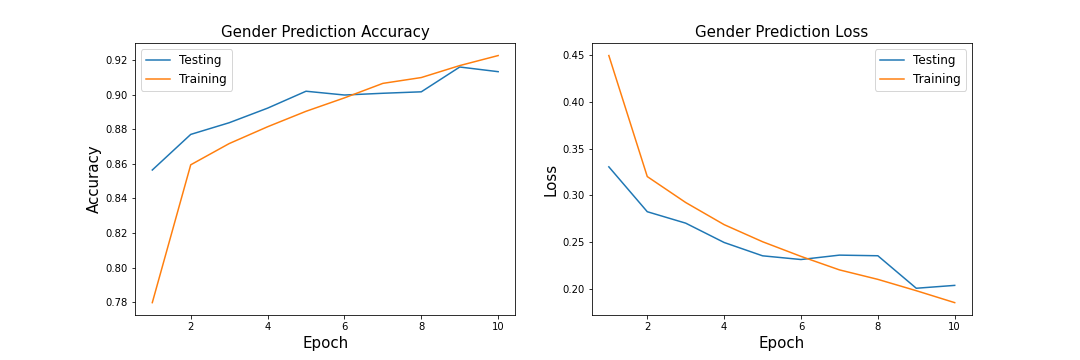 Gender Prediction Accuracy
Testing
Training
0.92
0.90
0.88
0.86
0.84
0.82
0.80
0.78
Accuracy
2 4 6 8 10
Epoch
Gender Prediction Loss
Testing
Training
0.45
0.40
0.35
0.30
0.25
0.20
Loss
2 4 6 8 10
Epoch